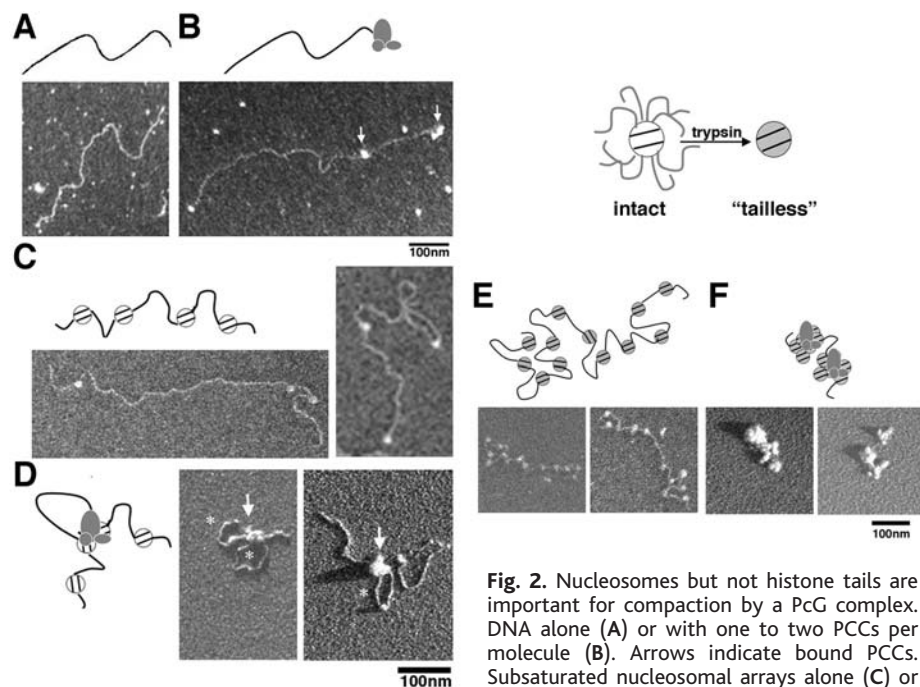 A
B
100nm
trypsin
intact
“tailless”
C
D
100nm
E
F
100nm
Fig. 2. Nucleosomes but not histone tails are
important for compaction by a PcG complex.
DNA alone (A) or with one to two PCCs per
molecule (B). Arrows indicate bound PCCs.
Subsaturated nucleosomal arrays alone (C) or